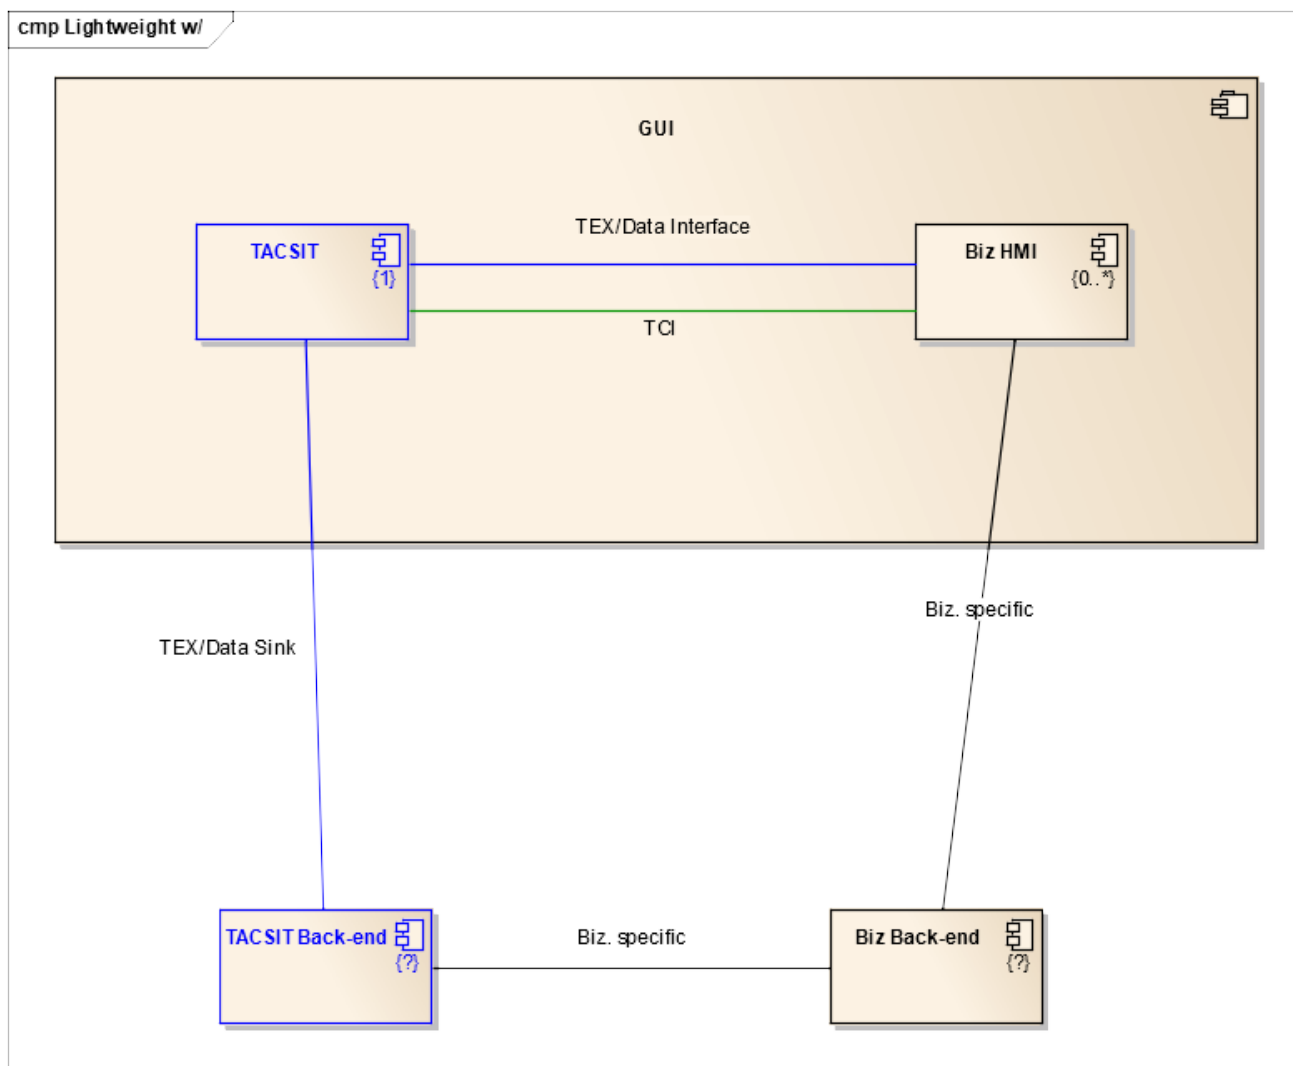 cmp Lightweight w/
GUI
TEX/Data Interface
TACSIT
{1}
Biz HMI
{0..*}
TCI
Biz. specific
TEX/Data Sink
TACSIT Back-end
{?}
Biz. specific
Biz Back-end
{?}